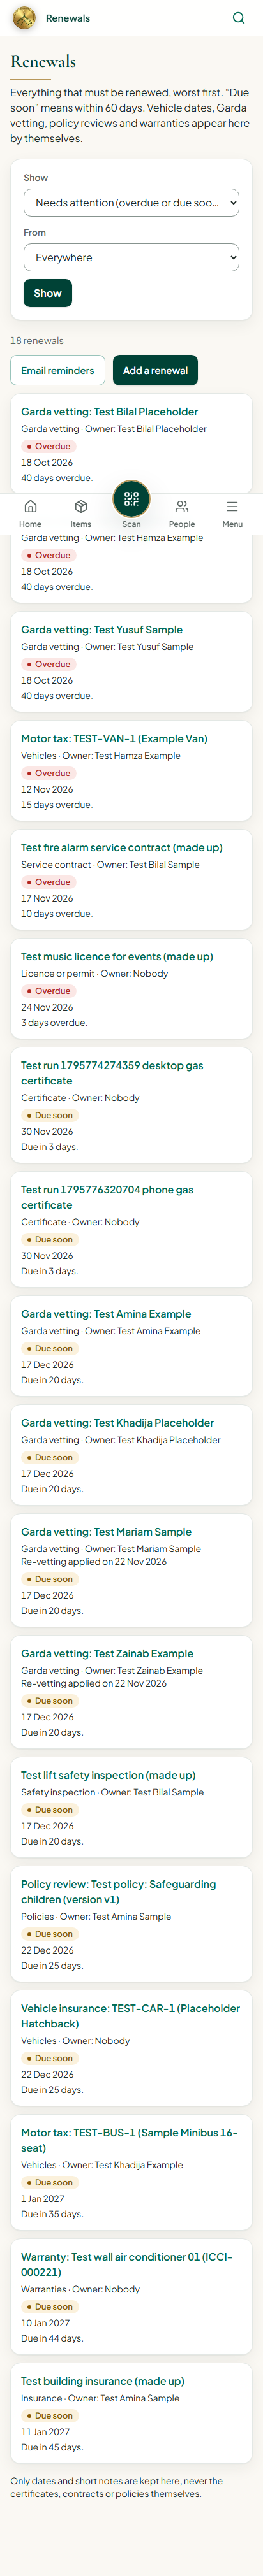 Renewals
Renewals
Everything that must be renewed, worst first. “Due
soon” means within 60 days. Vehicle dates, Garda
vetting, policy reviews and warranties appear here
by themselves.
Show
Needs attention (overdue or due soo...
From
Everywhere
Show
18 renewals
Email reminders
Add a renewal
Garda vetting: Test Bilal Placeholder
Garda vetting · Owner: Test Bilal Placeholder
Overdue
18 Oct 2026
40 days overdue.
Home
Items
Scan
People
Menu
Garda vetting · Owner: Test Hamza Example
Overdue
18 Oct 2026
40 days overdue.
Garda vetting: Test Yusuf Sample
Garda vetting · Owner: Test Yusuf Sample
Overdue
18 Oct 2026
40 days overdue.
Motor tax: TEST-VAN-1 (Example Van)
Vehicles · Owner: Test Hamza Example
Overdue
12 Nov 2026
15 days overdue.
Test fire alarm service contract (made up)
Service contract · Owner: Test Bilal Sample
Overdue
17 Nov 2026
10 days overdue.
Test music licence for events (made up)
Licence or permit · Owner: Nobody
Overdue
24 Nov 2026
3 days overdue.
Test run 1795774274359 desktop gas
certificate
Certificate · Owner: Nobody
Due soon
30 Nov 2026
Due in 3 days.
Test run 1795776320704 phone gas
certificate
Certificate · Owner: Nobody
Due soon
30 Nov 2026
Due in 3 days.
Garda vetting: Test Amina Example
Garda vetting · Owner: Test Amina Example
Due soon
17 Dec 2026
Due in 20 days.
Garda vetting: Test Khadija Placeholder
Garda vetting · Owner: Test Khadija Placeholder
Due soon
17 Dec 2026
Due in 20 days.
Garda vetting: Test Mariam Sample
Garda vetting · Owner: Test Mariam Sample
Re-vetting applied on 22 Nov 2026
Due soon
17 Dec 2026
Due in 20 days.
Garda vetting: Test Zainab Example
Garda vetting · Owner: Test Zainab Example
Re-vetting applied on 22 Nov 2026
Due soon
17 Dec 2026
Due in 20 days.
Test lift safety inspection (made up)
Safety inspection · Owner: Test Bilal Sample
Due soon
17 Dec 2026
Due in 20 days.
Policy review: Test policy: Safeguarding
children (version v1)
Policies · Owner: Test Amina Sample
Due soon
22 Dec 2026
Due in 25 days.
Vehicle insurance: TEST-CAR-1 (Placeholder
Hatchback)
Vehicles · Owner: Nobody
Due soon
22 Dec 2026
Due in 25 days.
Motor tax: TEST-BUS-1 (Sample Minibus 16-
seat)
Vehicles · Owner: Test Khadija Example
Due soon
1 Jan 2027
Due in 35 days.
Warranty: Test wall air conditioner 01 (ICCI-
000221)
Warranties · Owner: Nobody
Due soon
10 Jan 2027
Due in 44 days.
Test building insurance (made up)
Insurance · Owner: Test Amina Sample
Due soon
11 Jan 2027
Due in 45 days.
Only dates and short notes are kept here, never the
certificates, contracts or policies themselves.